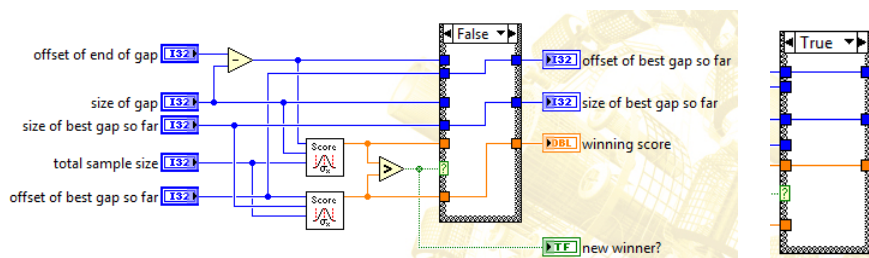 False
True
offset of end of gap I32
I32 offset of best gap so far
size of gap I32
I32 size of best gap so far
size of best gap so far I32
Score
σx
DBL winning score
total sample size I32
>
?
?
offset of best gap so far I32
Score
σx
TF new winner?